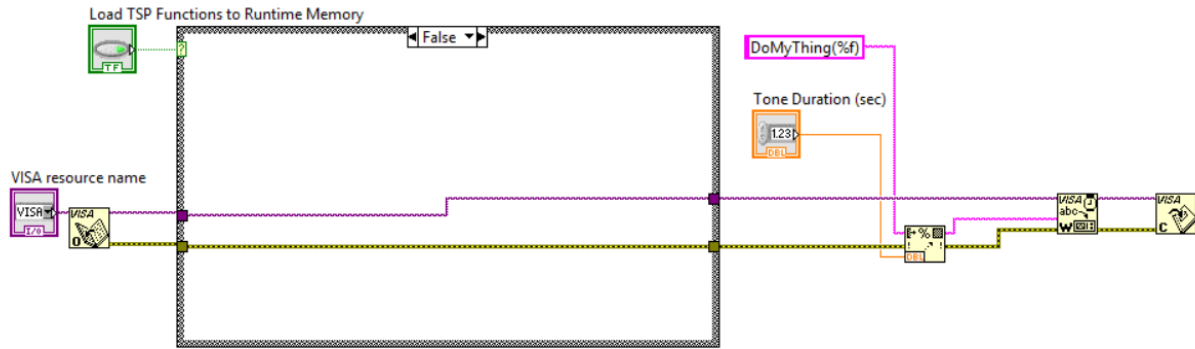 Load TSP Functions to Runtime Memory
TF
?
False
DoMyThing(%f)
Tone Duration (sec)
1.23
DBL
VISA resource name
VISA
I/O
VISA
O
%
DBL
VISA
abc
W
VISA
C